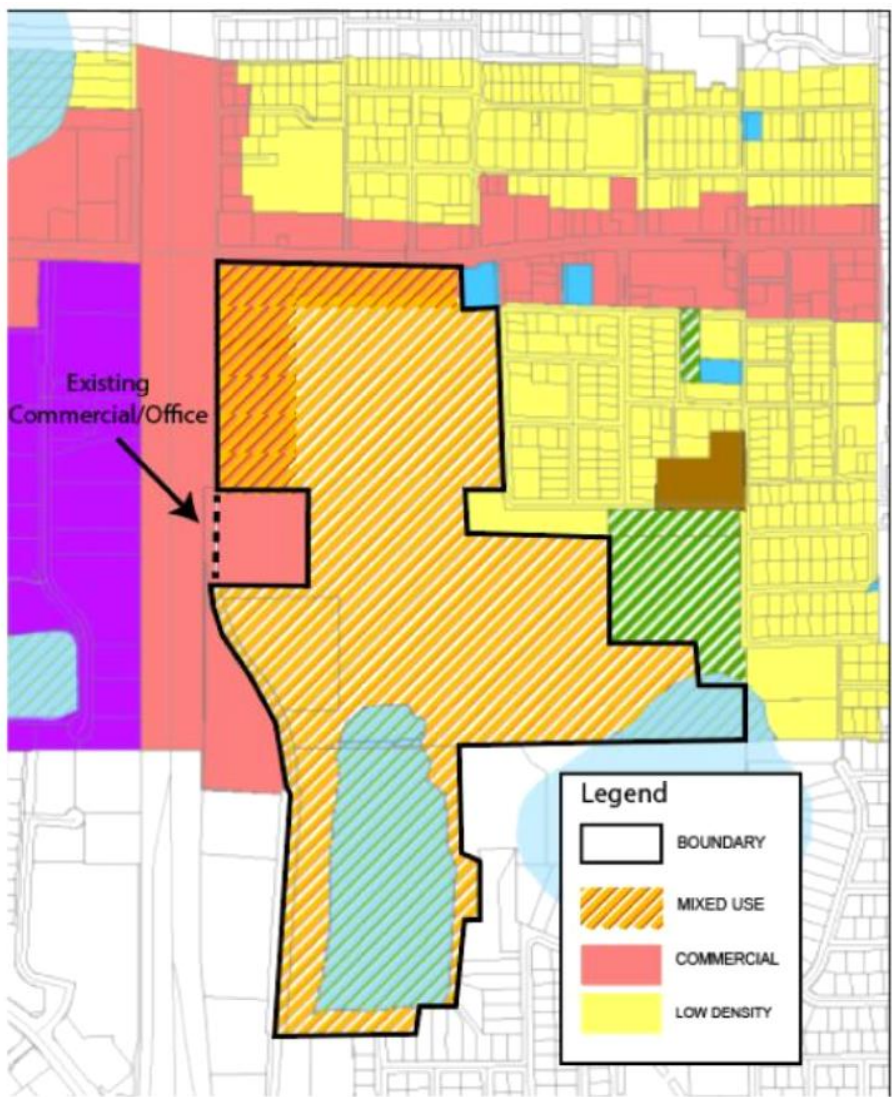 Existing
Commercial/Office
Legend
BOUNDARY
MIXED USE
COMMERCIAL
LOW DENSITY